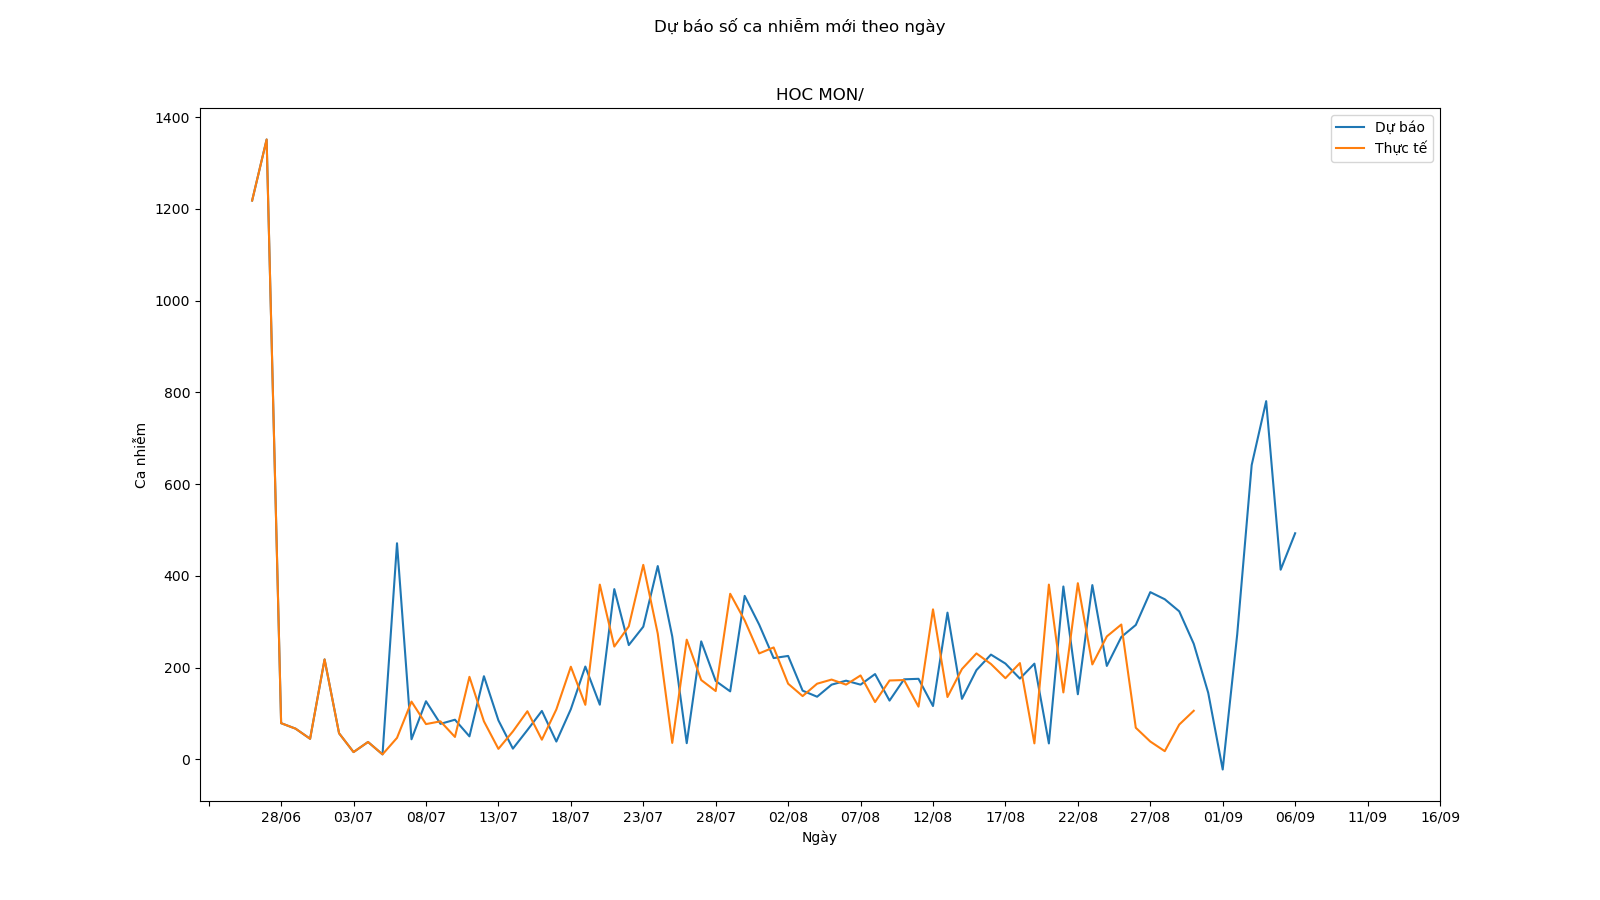 Dự báo số ca nhiễm mới theo ngày
HOC MON/
Dự báo
Thực tế
Ca nhiễm
1400
1200
1000
800
600
400
200
0
28/06 03/07 08/07 13/07 18/07 23/07 28/07 02/08 07/08 12/08 17/08 22/08 27/08 01/09 06/09 11/09 16/09
Ngày